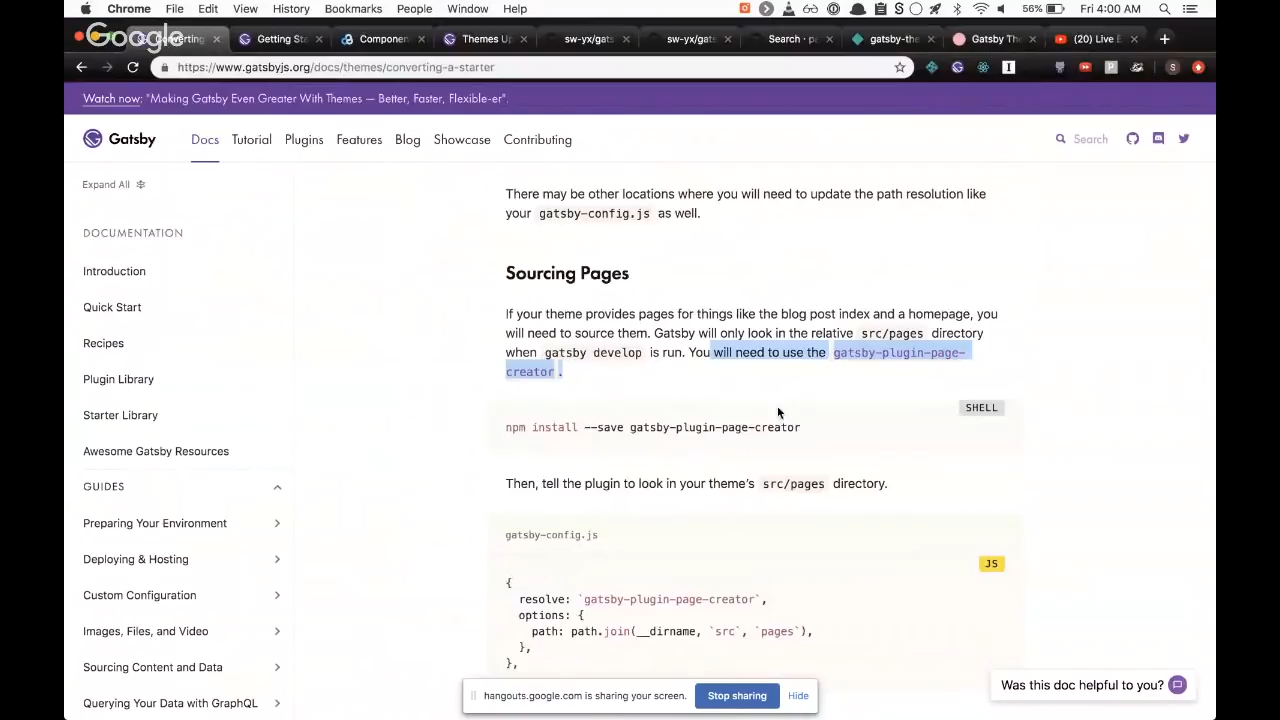 Chrome File Edit View History Bookmarks People Window Help 56% Fri 4:00 AM
Google
Converting Getting Sta Componen Themes Up sw-yx/gats sw-yx/gats Search · p gatsby-the Gatsby The (20) Live E
https://www.gatsbyjs.org/docs/themes/converting-a-starter
Watch now: "Making Gatsby Even Greater With Themes — Better, Faster, Flexible-er".
Gatsby Docs Tutorial Plugins Features Blog Showcase Contributing Search
Expand All
DOCUMENTATION
Introduction
Quick Start
Recipes
Plugin Library
Starter Library
Awesome Gatsby Resources
GUIDES
Preparing Your Environment
Deploying & Hosting
Custom Configuration
Images, Files, and Video
Sourcing Content and Data
Querying Your Data with GraphQL
There may be other locations where you will need to update the path resolution like
your gatsby-config.js as well.
Sourcing Pages
If your theme provides pages for things like the blog post index and a homepage, you
will need to source them. Gatsby will only look in the relative src/pages directory
when gatsby develop is run. You will need to use the gatsby-plugin-page-
creator .
SHELL
npm install --save gatsby-plugin-page-creator
Then, tell the plugin to look in your theme's src/pages directory.
gatsby-config.js
JS
{
resolve: `gatsby-plugin-page-creator`,
options: {
path: path.join(__dirname, `src`, `pages`),
},
},
hangouts.google.com is sharing your screen. Stop sharing Hide
Was this doc helpful to you?